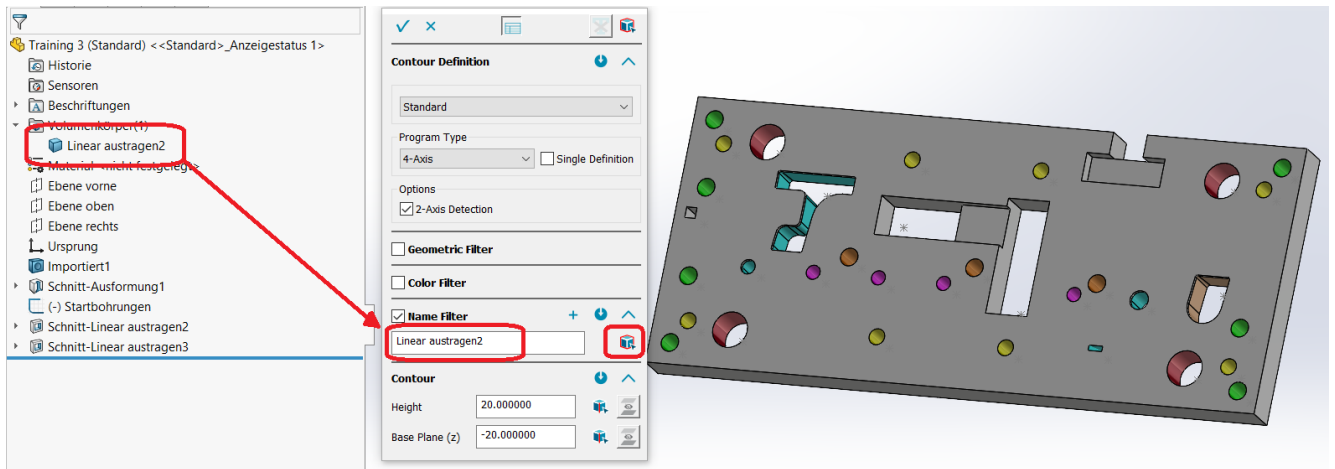 Training 3 (Standard) <<Standard>_Anzeigestatus 1>
Historie
Sensoren
Beschriftungen
Volumenkörper(1)
Linear austragen2
Material <nicht festgelegt>
Ebene vorne
Ebene oben
Ebene rechts
Ursprung
Importiert1
Schnitt-Ausformung1
(-) Startbohrungen
Schnitt-Linear austragen2
Schnitt-Linear austragen3
Contour Definition
Standard
Program Type
4-Axis
Single Definition
Options
2-Axis Detection
Geometric Filter
Color Filter
Name Filter
Linear austragen2
Contour
Height 20.000000
Base Plane (z) -20.000000